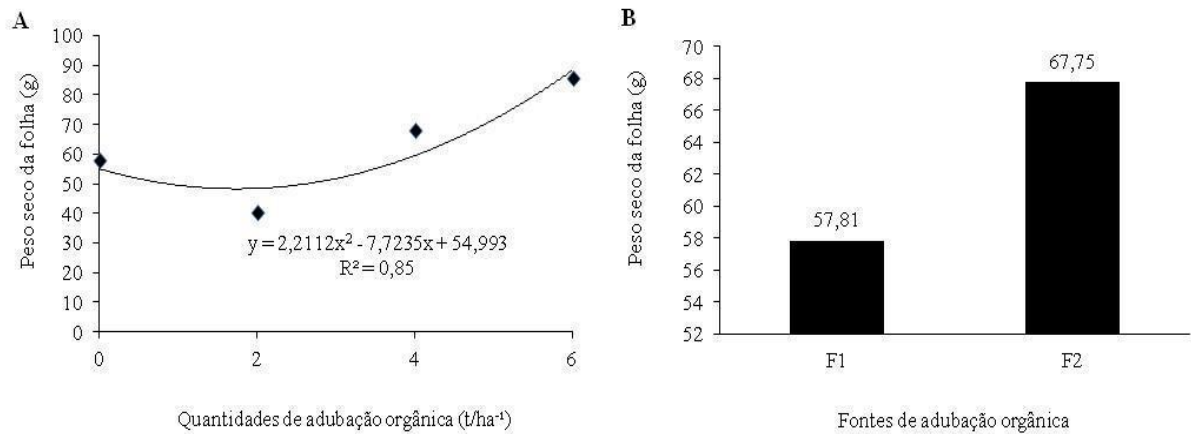 A
Peso seco da folha (g)
100
90
80
70
60
50
40
30
20
10
0
y = 2,2112x² - 7,7235x + 54,993
R² = 0,85
0 2 4 6
Quantidades de adubação orgânica (t/ha⁻¹)
B
Peso seco da folha (g)
70
68
66
64
62
60
58
56
54
52
57,81
67,75
F1 F2
Fontes de adubação orgânica